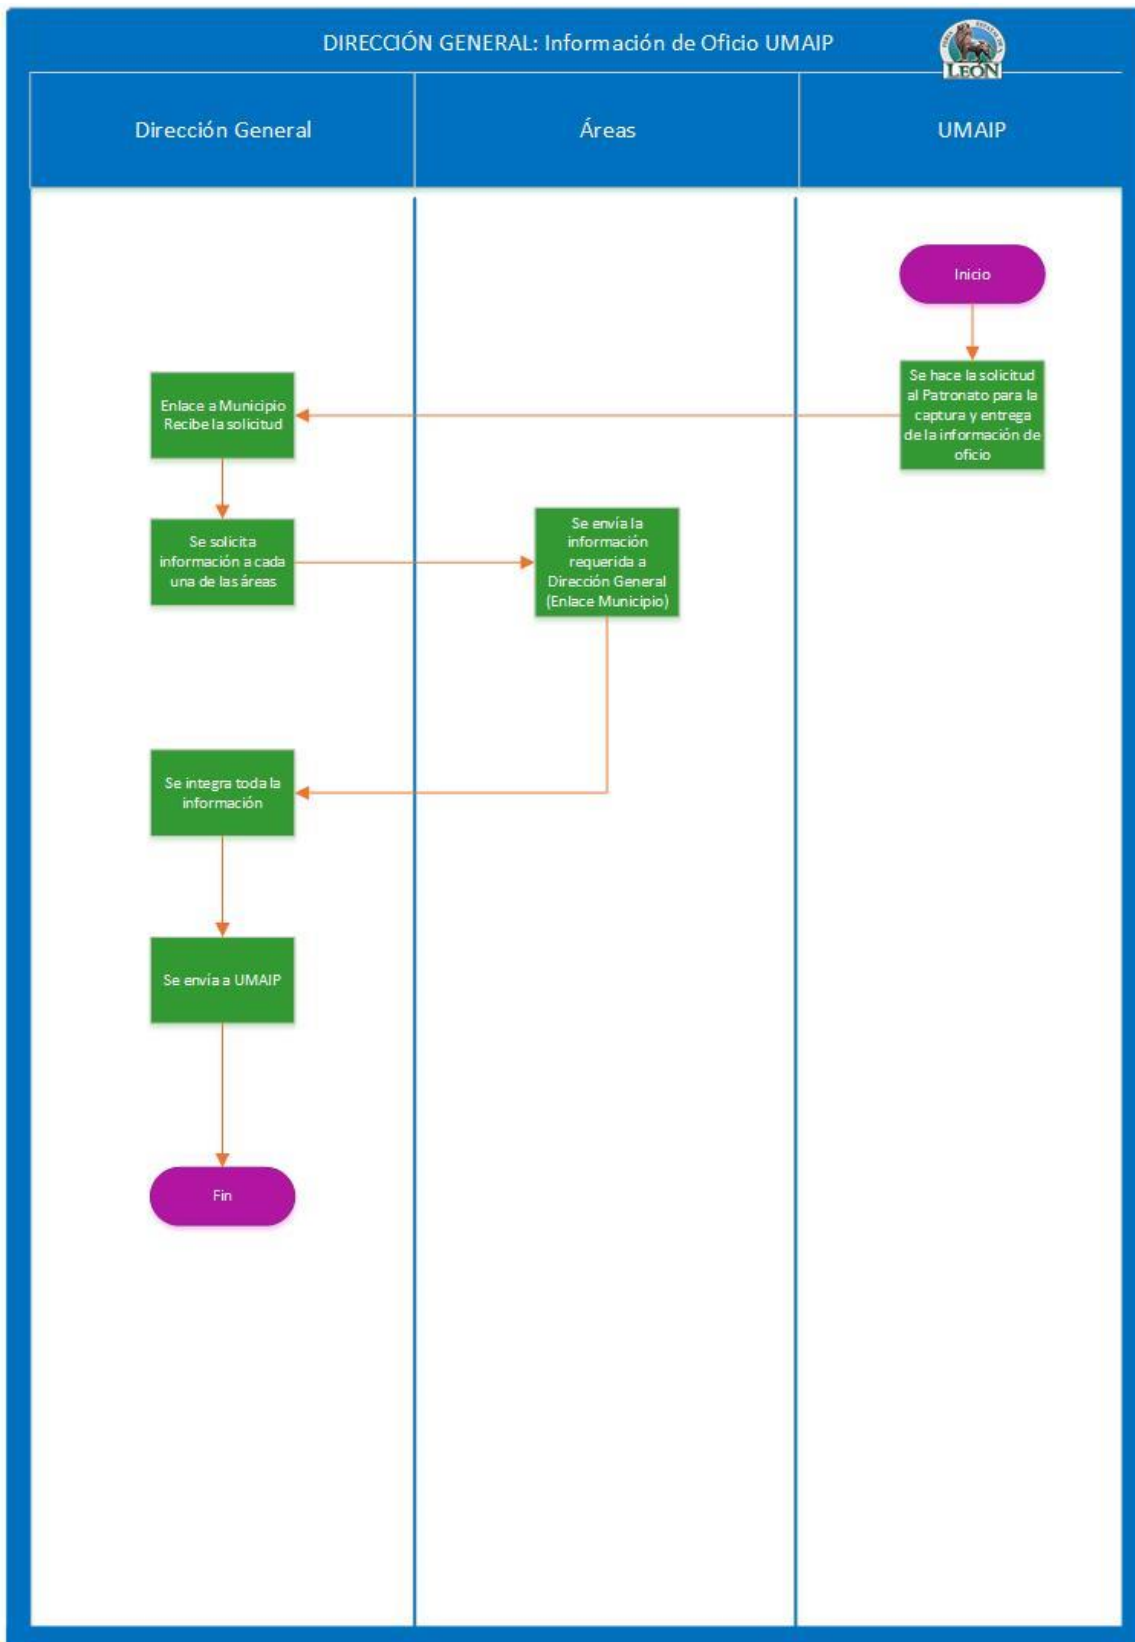 DIRECCIÓN GENERAL: Información de Oficio UMAIP
LEÓN
Dirección General
Áreas
UMAIP
Inicio
Se hace la solicitud
al Patronato para la
captura y entrega
de la información de
oficio
Enlace a Municipio
Recibe la solicitud
Se solicita
información a cada
una de las áreas
Se envía la
información
requerida a
Dirección General
(Enlace Municipio)
Se integra toda la
información
Se envía a UMAIP
Fin